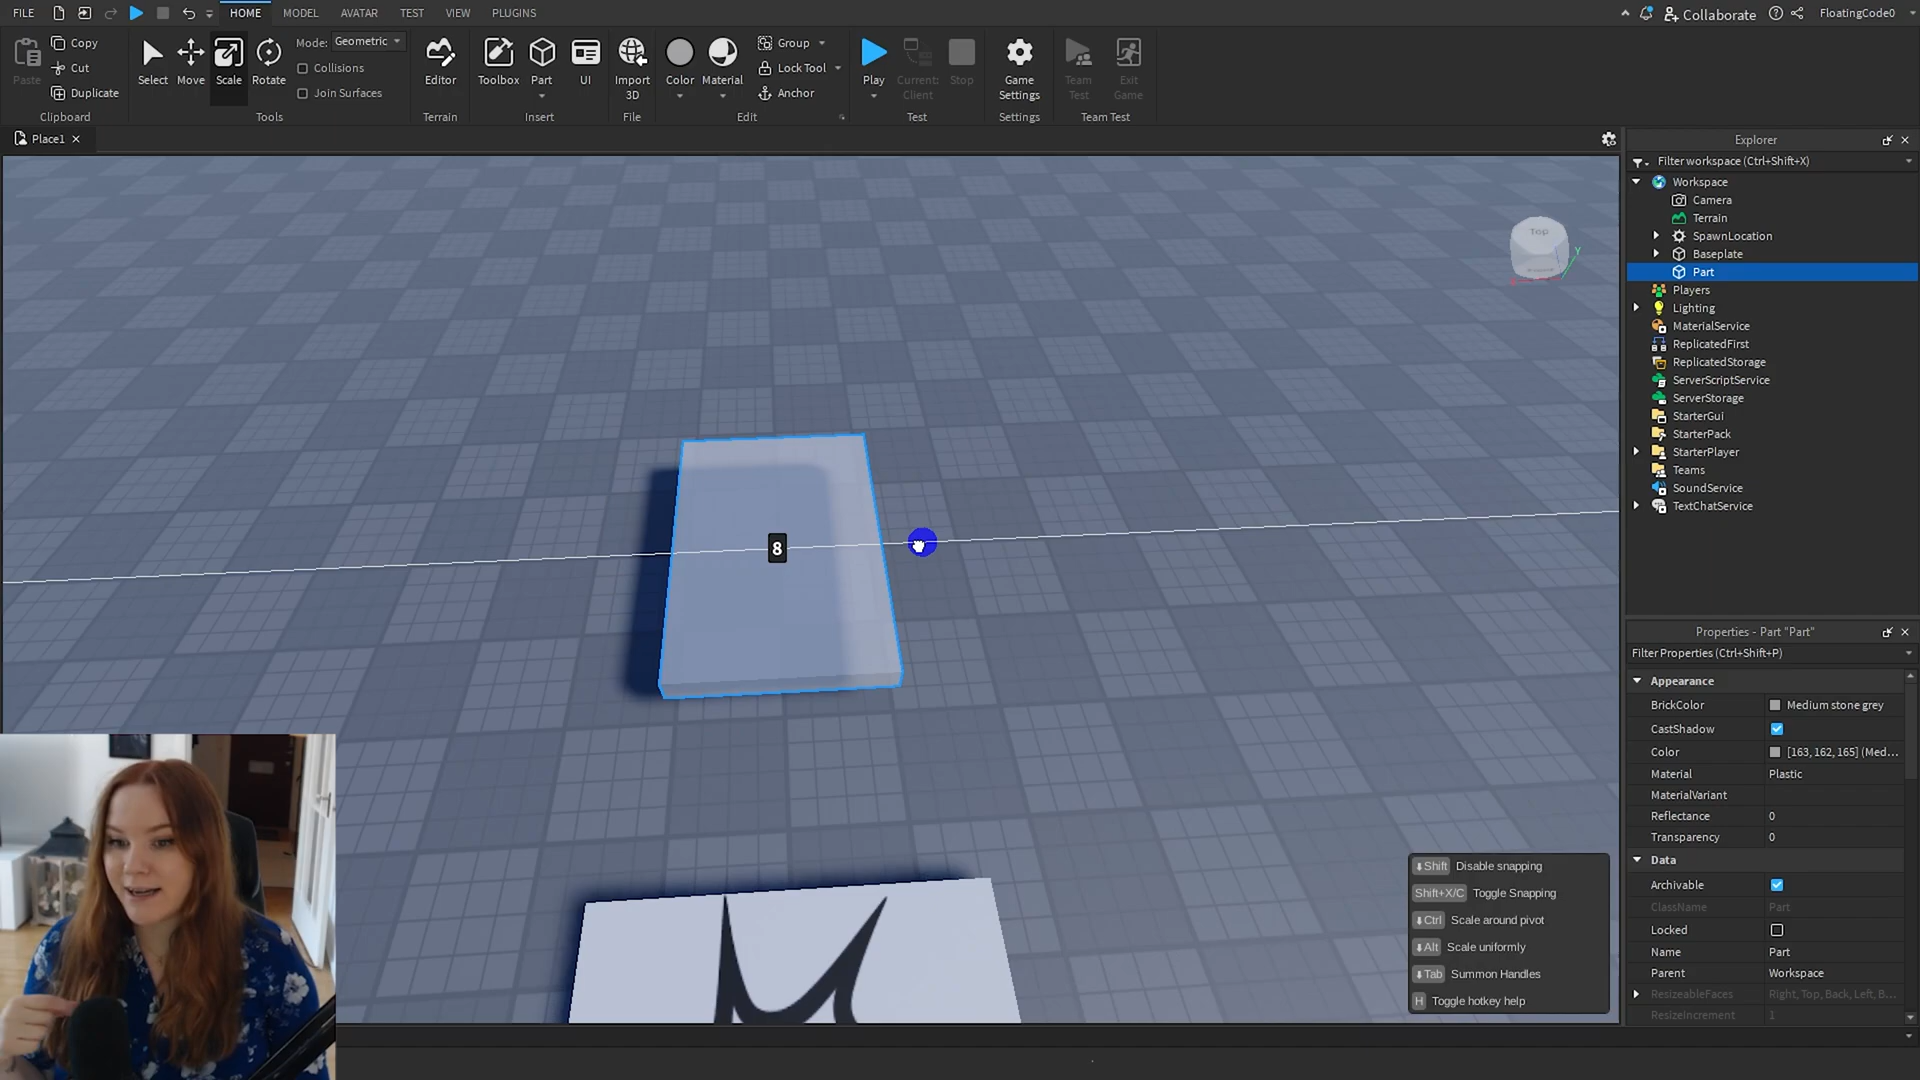 FILE HOME MODEL AVATAR TEST VIEW PLUGINS Collaborate FloatingCode0
Paste Copy Cut Duplicate
Clipboard
Select Move Scale Rotate
Mode: Geometric
Collisions
Join Surfaces
Tools
Editor
Terrain
Toolbox Part UI
Insert
Import 3D
File
Color Material
Group
Lock Tool
Anchor
Edit
Play Current: Client Stop
Test
Game Settings
Settings
Team Test Exit Game
Team Test
Place1
Top
8
Shift Disable snapping
Shift+X/C Toggle Snapping
Ctrl Scale around pivot
Alt Scale uniformly
Tab Summon Handles
H Toggle hotkey help
Explorer
Filter workspace (Ctrl+Shift+X)
Workspace
Camera
Terrain
SpawnLocation
Baseplate
Part
Players
Lighting
MaterialService
ReplicatedFirst
ReplicatedStorage
ServerScriptService
ServerStorage
StarterGui
StarterPack
StarterPlayer
Teams
SoundService
TextChatService
Properties - Part "Part"
Filter Properties (Ctrl+Shift+P)
Appearance
BrickColor Medium stone grey
CastShadow
Color [163, 162, 165] (Med...
Material Plastic
MaterialVariant
Reflectance 0
Transparency 0
Data
Archivable
ClassName Part
Locked
Name Part
Parent Workspace
ResizeableFaces Right, Top, Back, Left, B...
ResizeIncrement 1